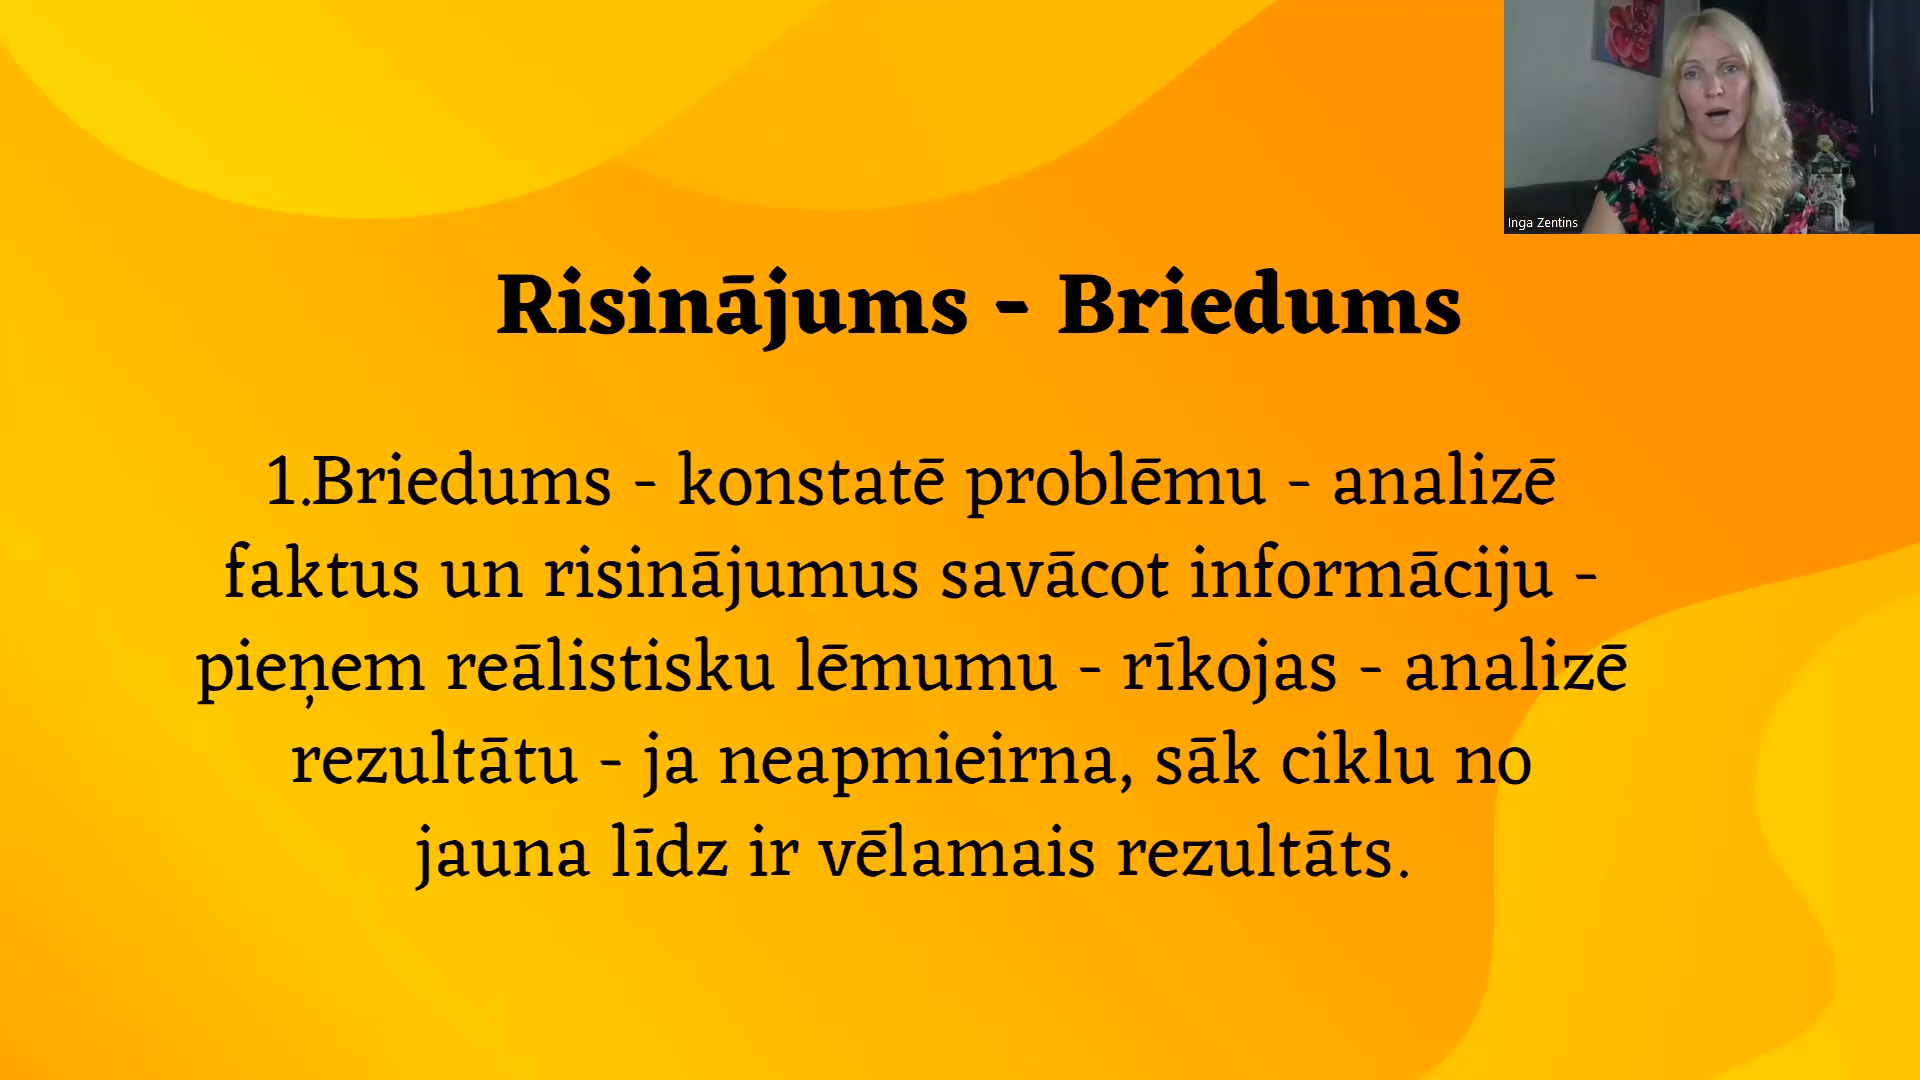 Inga Zentins
Risinājums - Briedums
1.Briedums - konstatē problēmu - analizē
faktus un risinājumus savācot informāciju -
pieņem reālistisku lēmumu - rīkojas - analizē
rezultātu - ja neapmieirna, sāk ciklu no
jauna līdz ir vēlamais rezultāts.